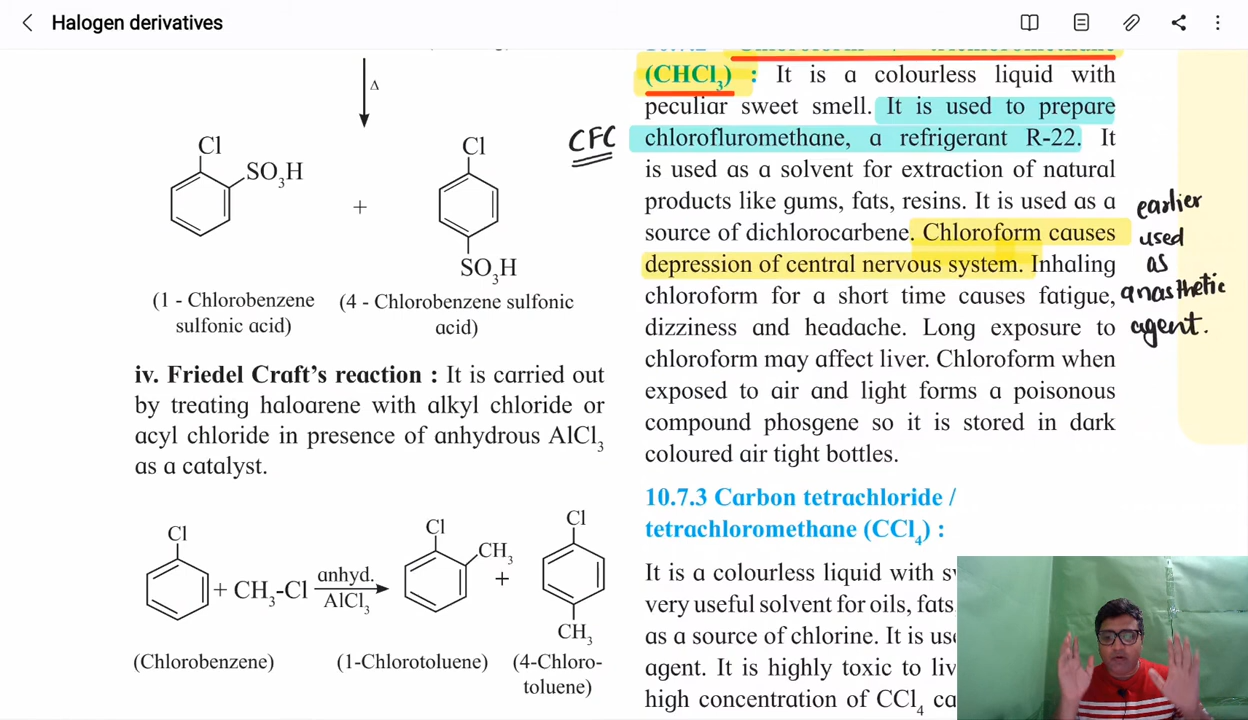 Halogen derivatives
Δ
Cl
SO3H
+
Cl
SO3H
(1 - Chlorobenzene
sulfonic acid)
(4 - Chlorobenzene sulfonic
acid)
iv. Friedel Craft's reaction : It is carried out
by treating haloarene with alkyl chloride or
acyl chloride in presence of anhydrous AlCl3
as a catalyst.
Cl
+ CH3-Cl
anhyd.
AlCl3
Cl
CH3
+
Cl
CH3
(Chlorobenzene)
(1-Chlorotoluene)
(4-Chloro-
toluene)
CFC
(CHCl3) : It is a colourless liquid with
peculiar sweet smell. It is used to prepare
chlorofluromethane, a refrigerant R-22. It
is used as a solvent for extraction of natural
products like gums, fats, resins. It is used as a
source of dichlorocarbene. Chloroform causes
depression of central nervous system. Inhaling
chloroform for a short time causes fatigue,
dizziness and headache. Long exposure to
chloroform may affect liver. Chloroform when
exposed to air and light forms a poisonous
compound phosgene so it is stored in dark
coloured air tight bottles.
earlier
used
as
anasthetic
agent.
10.7.3 Carbon tetrachloride /
tetrachloromethane (CCl4) :
It is a colourless liquid with
very useful solvent for oils, fats
as a source of chlorine. It is
agent. It is highly toxic to
high concentration of CCl4